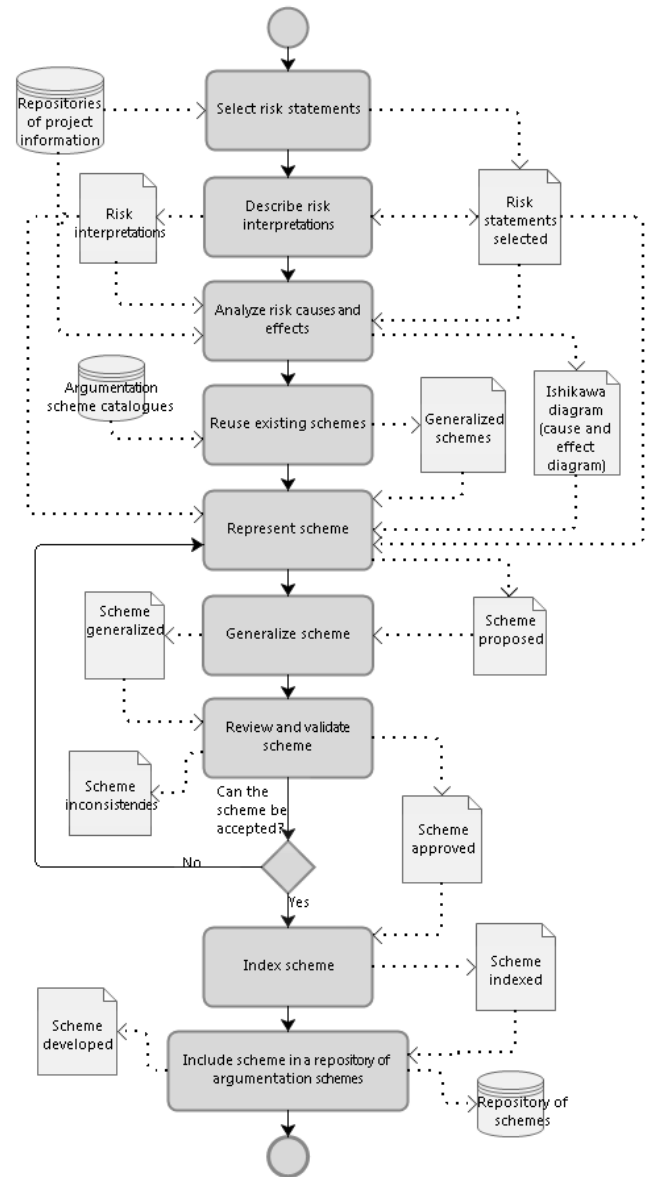 Repositories
of project
information
Select risk statements
Risk
interpretations
Describe risk
interpretations
Risk
statements
selected
Analyze risk causes and
effects
Argumentation
scheme catalogues
Reuse existing schemes
Generalized
schemes
Ishikawa
diagram
(cause and
effect
diagram)
Represent scheme
Scheme
generalized
Generalize scheme
Scheme
proposed
Review and validate
scheme
Scheme
inconsistencies
Can the
scheme be
accepted?
Scheme
approved
No
Yes
Index scheme
Scheme
indexed
Scheme
developed
Include scheme in a repository of
argumentation schemes
Repository of
schemes